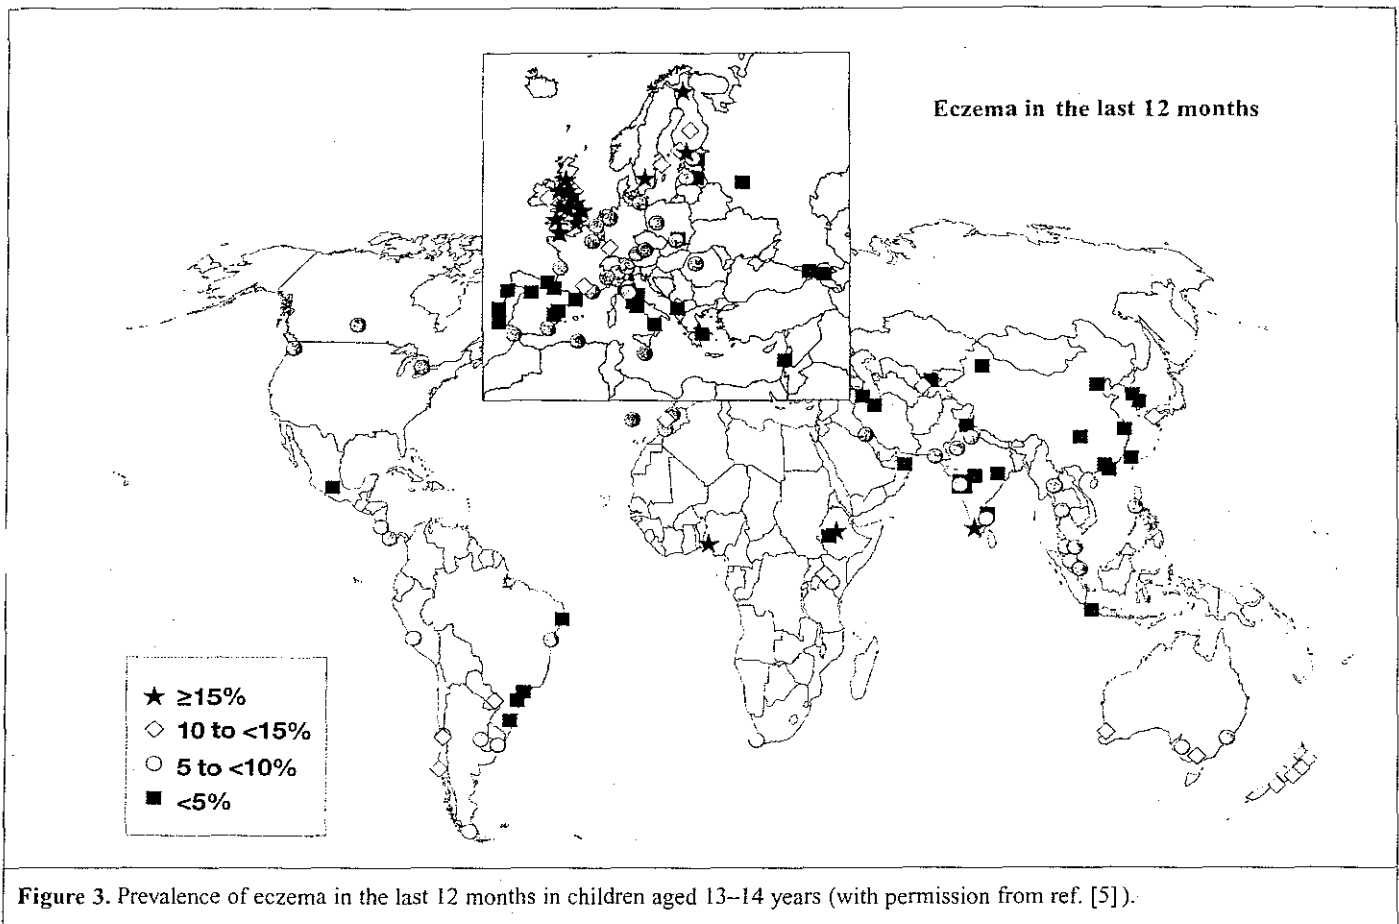 Eczema in the last 12 months
≥15%
10 to <15%
5 to <10%
<5%
Figure 3. Prevalence of eczema in the last 12 months in children aged 13–14 years (with permission from ref. [5]).